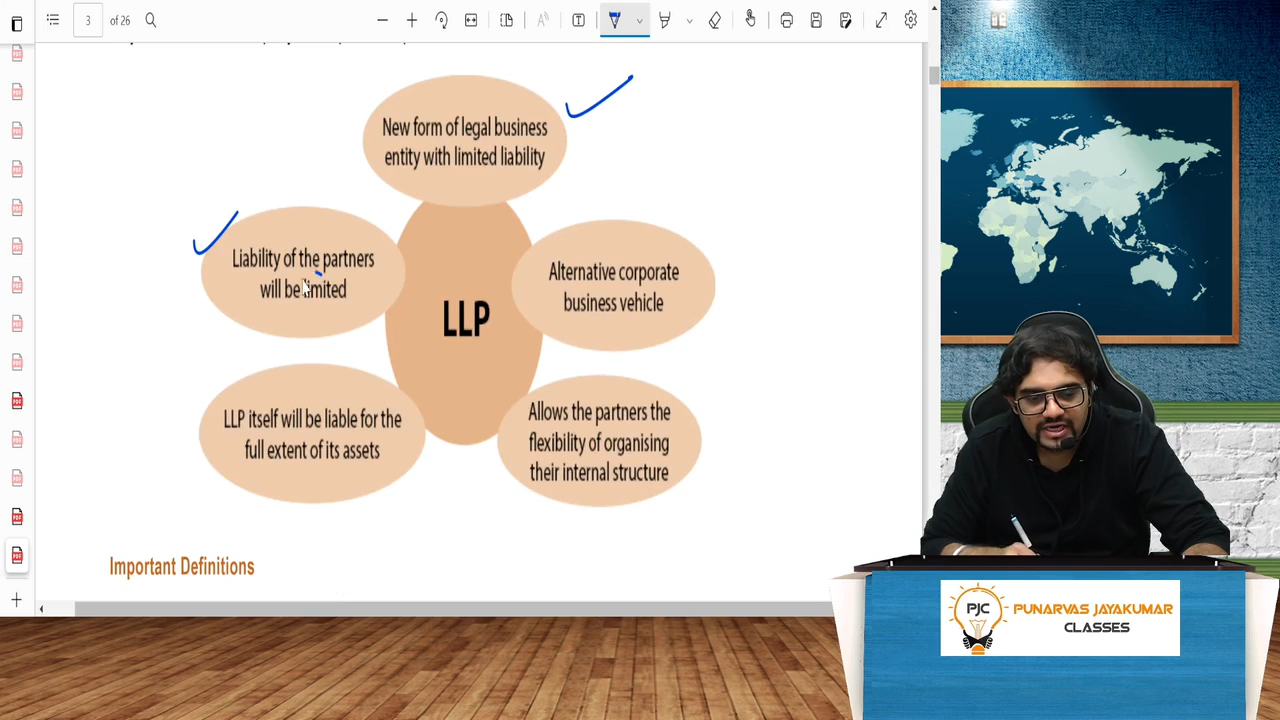 3
of 26
New form of legal business
entity with limited liability
Liability of the partners
will be limited
Alternative corporate
business vehicle
LLP
LLP itself will be liable for the
full extent of its assets
Allows the partners the
flexibility of organising
their internal structure
Important Definitions
PJC
PUNARVAS JAYAKUMAR
CLASSES